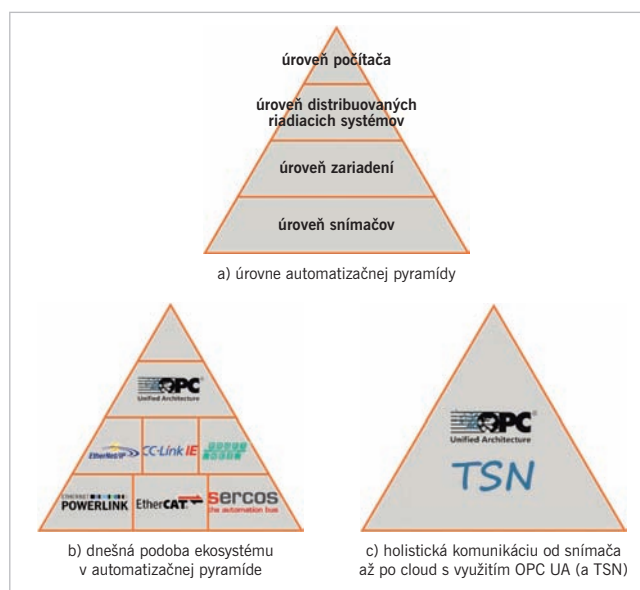 úroveň počítača
úroveň distribuovaných
riadiacich systémov
úroveň zariadení
úroveň snímačov
a) úrovne automatizačnej pyramídy
OPC
Unified Architecture
EtherNet/IP
CC-Link IE
ETHERNET
POWERLINK
EtherCAT
sercos
the automation bus
b) dnešná podoba ekosystému
v automatizačnej pyramíde
OPC
Unified Architecture
TSN
c) holistická komunikáciu od snímača
až po cloud s využitím OPC UA (a TSN)